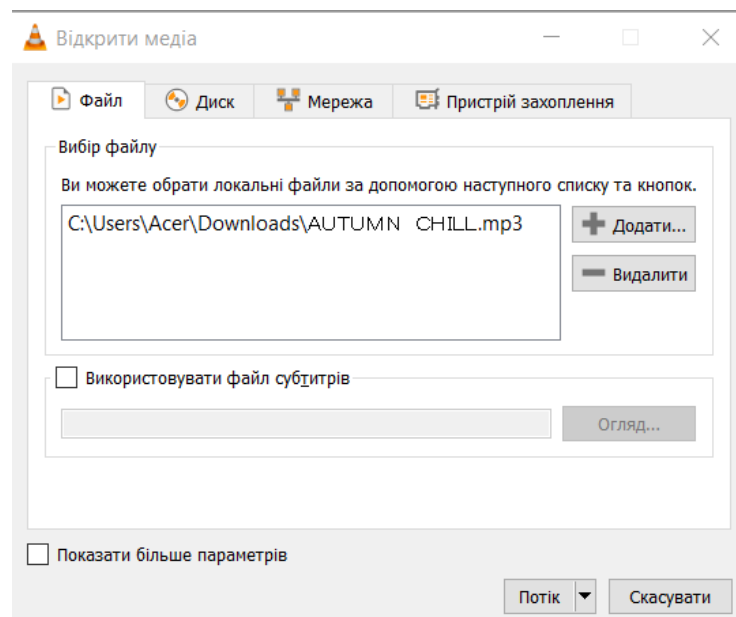 Відкрити медіа
Файл Диск Мережа Пристрій захоплення
Вибір файлу
Ви можете обрати локальні файли за допомогою наступного списку та кнопок.
C:\Users\Acer\Downloads\AUTUMN CHILL.mp3
Додати...
Видалити
Використовувати файл субтитрів
Огляд...
Показати більше параметрів
Потік Скасувати